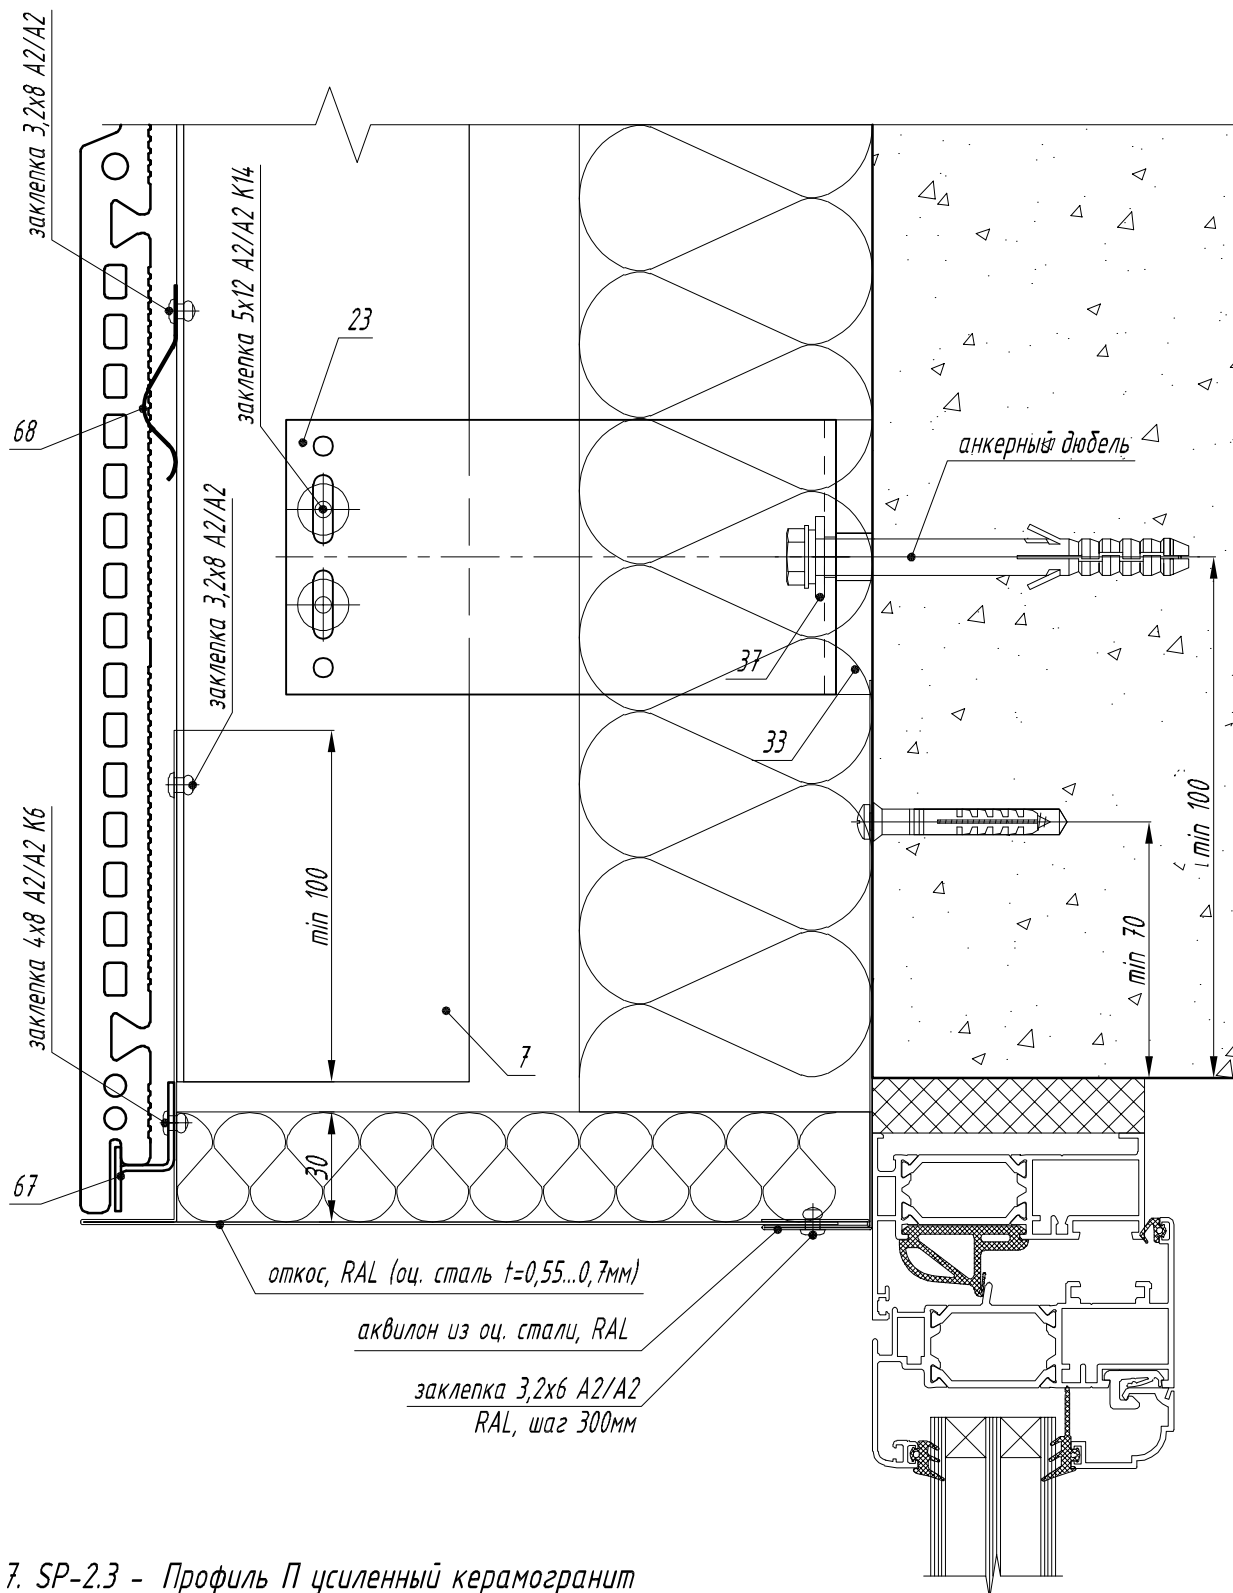 заклепка 3,2х8 А2/А2
заклепка 5х12 А2/А2 К14
23
68
анкерный дюбель
заклепка 3,2х8 А2/А2
37
33
min 100
заклепка 4х8 А2/А2 К6
min 100
min 70
7
67
30
откос, RAL (оц. сталь t=0,55...0,7мм)
аквилон из оц. стали, RAL
заклепка 3,2х6 А2/А2
RAL, шаг 300мм
7. SP-2.3 - Профиль П усиленный керамогранит